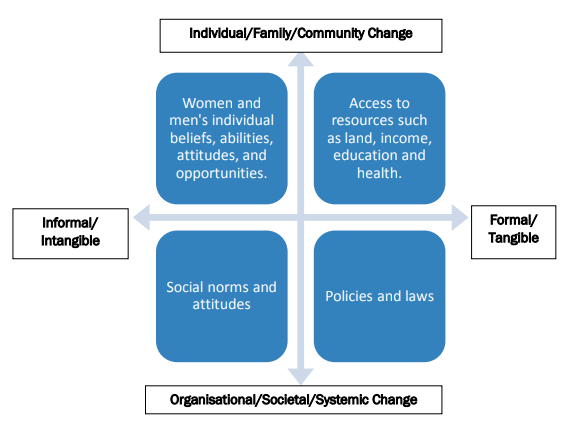 Individual/Family/Community Change
Women and
men's individual
beliefs, abilities,
attitudes, and
opportunities.
Access to
resources such
as land, income,
education and
health.
Informal/
Intangible
Formal/
Tangible
Social norms and
attitudes
Policies and laws
Organisational/Societal/Systemic Change